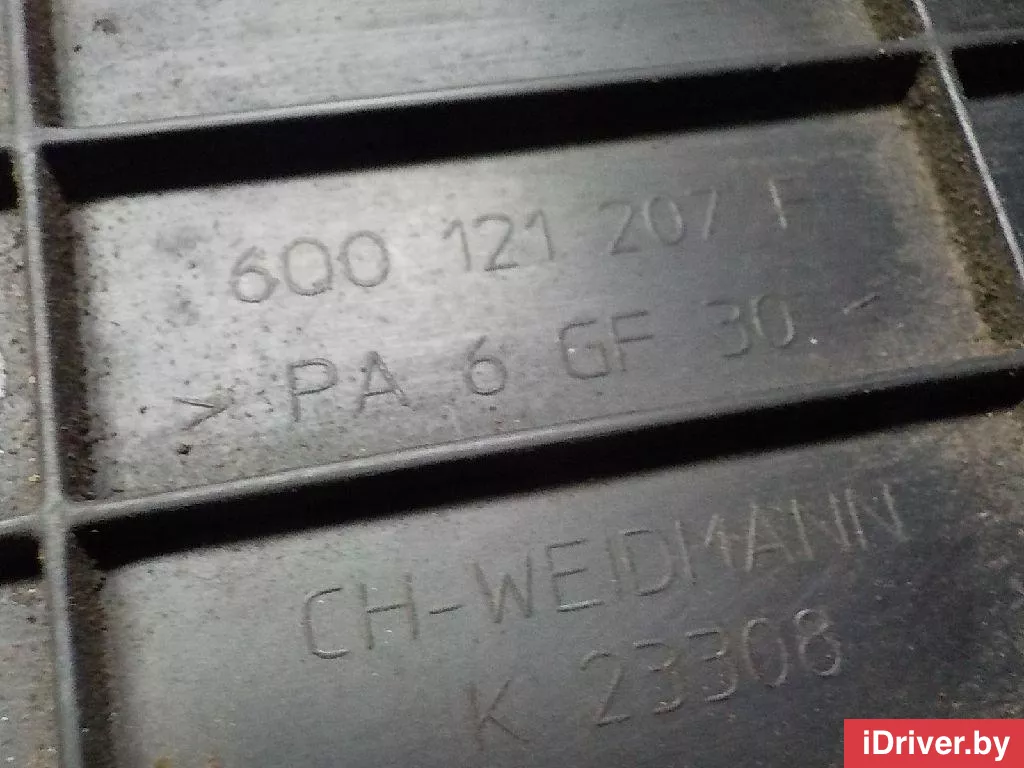 6Q0 121 207 F
> PA 6 GF 30 <
CH-WEIDMANN
K 23308
iDriver.by